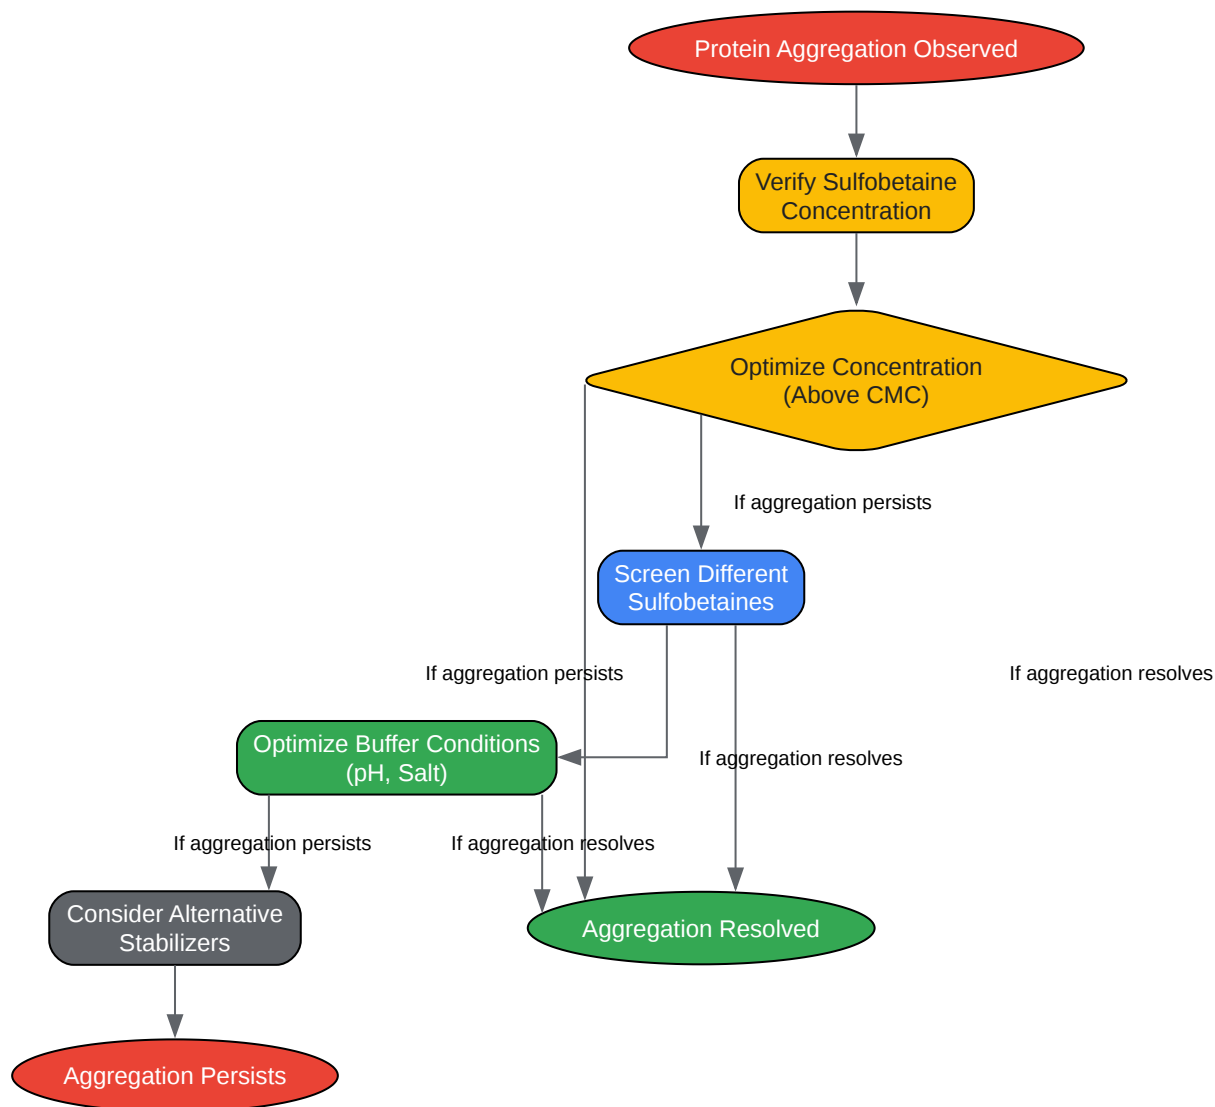 Protein Aggregation Observed
Verify Sulfobetaine
Concentration
Optimize Concentration
(Above CMC)
If aggregation persists
Screen Different
Sulfobetaines
If aggregation persists
If aggregation resolves
Optimize Buffer Conditions
(pH, Salt)
If aggregation resolves
If aggregation persists
If aggregation resolves
Consider Alternative
Stabilizers
Aggregation Resolved
Aggregation Persists